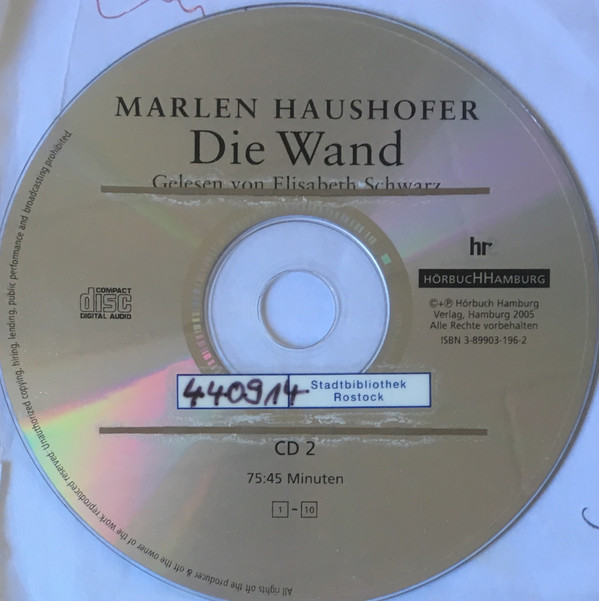 MARLEN HAUSHOFER
Die Wand
Gelesen von Elisabeth Schwarz
hr
HÖRBUCHHAMBURG
©+℗ Hörbuch Hamburg
Verlag, Hamburg 2005
Alle Rechte vorbehalten
ISBN 3-89903-196-2
COMPACT
disc
DIGITAL AUDIO
440914
Stadtbibliothek
Rostock
CD 2
75:45 Minuten
1 – 10
All rights oft the producer & oft the owner of the work reproduced reserved. Unauthorized copying, hiring, lending, public performance and broadcasting prohibited.